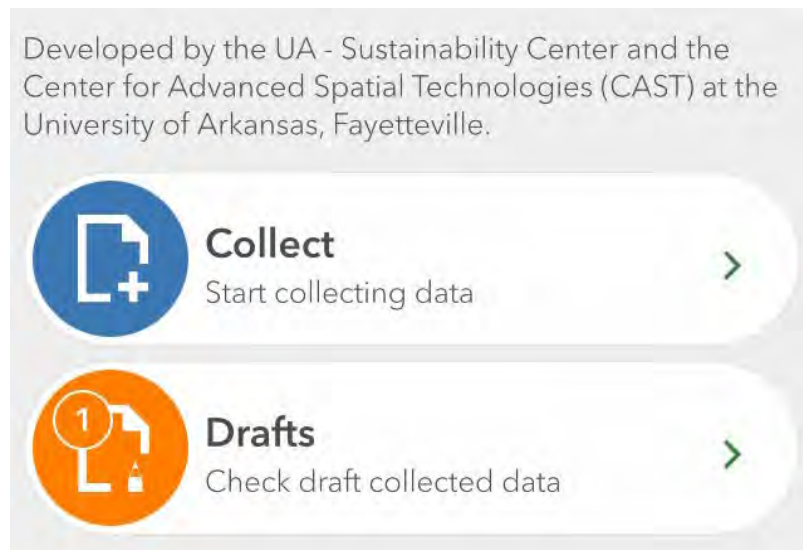 Developed by the UA - Sustainability Center and the
Center for Advanced Spatial Technologies (CAST) at the
University of Arkansas, Fayetteville.
Collect
Start collecting data
1
Drafts
Check draft collected data